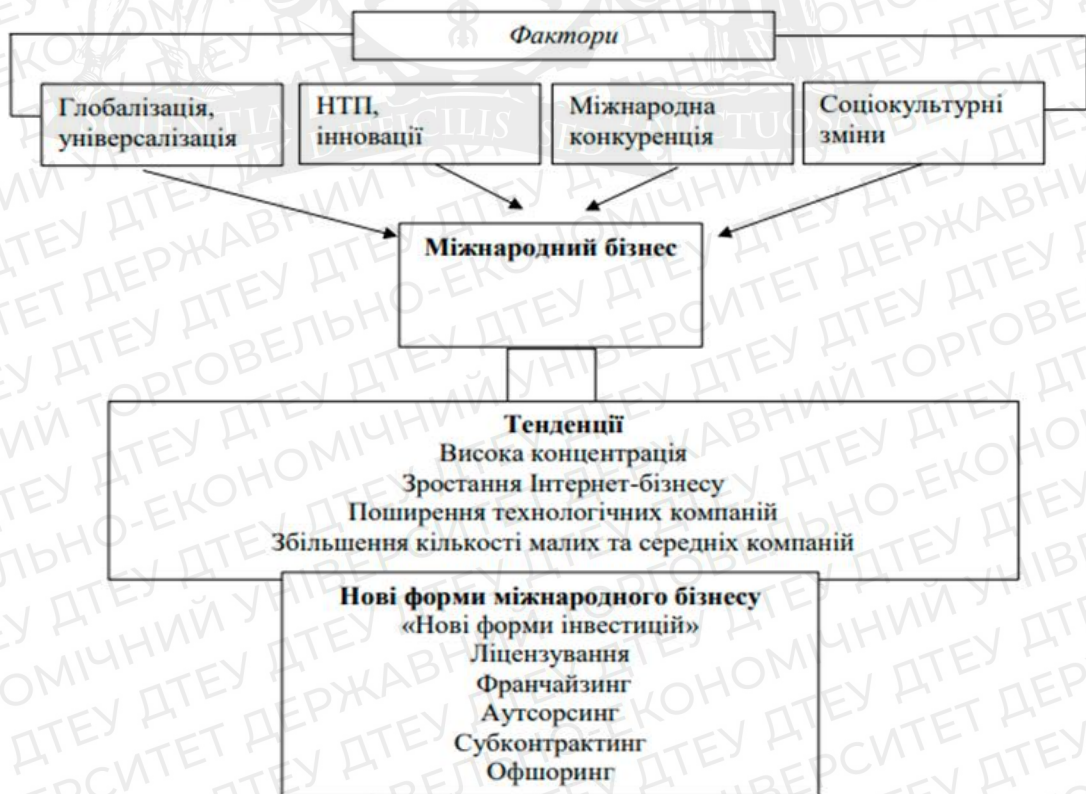 Фактори
Глобалізація,
універсалізація
НТП,
інновації
Міжнародна
конкуренція
Соціокультурні
зміни
Міжнародний бізнес
Тенденції
Висока концентрація
Зростання Інтернет-бізнесу
Поширення технологічних компаній
Збільшення кількості малих та середніх компаній
Нові форми міжнародного бізнесу
«Нові форми інвестицій»
Ліцензування
Франчайзинг
Аутсорсинг
Субконтрактинг
Офшоринг